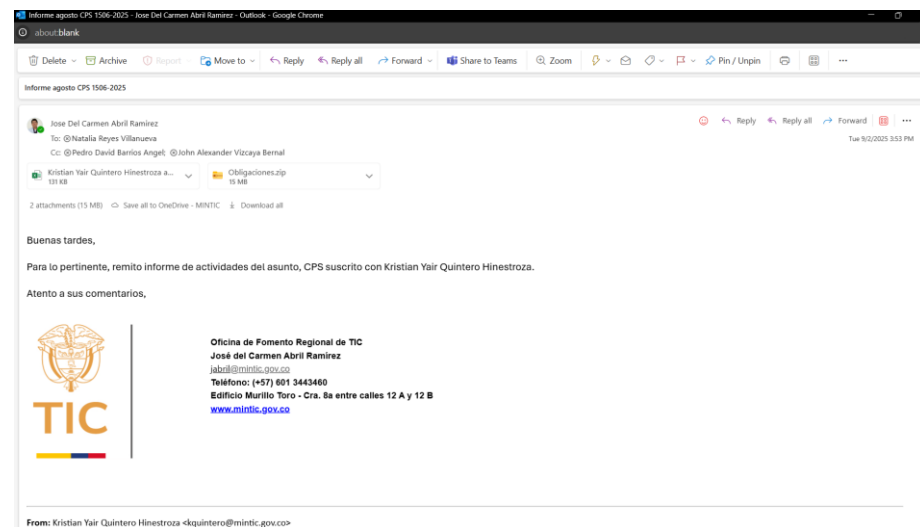 Informe agosto CPS 1506-2025 - Jose Del Carmen Abril Ramirez - Outlook - Google Chrome
about:blank
Delete Archive Report Move to Reply Reply all Forward Share to Teams Zoom Pin / Unpin
Informe agosto CPS 1506-2025
Jose Del Carmen Abril Ramirez
Reply Reply all Forward
To: Natalia Reyes Villanueva
Tue 9/2/2025 3:53 PM
Cc: Pedro David Barrios Angel; John Alexander Vizcaya Bernal
Kristian Yair Quintero Hinestroza a...
131 KB
Obligaciones.zip
15 MB
2 attachments (15 MB) Save all to OneDrive - MINTIC Download all
Buenas tardes,
Para lo pertinente, remito informe de actividades del asunto, CPS suscrito con Kristian Yair Quintero Hinestroza.
Atento a sus comentarios,
TIC
Oficina de Fomento Regional de TIC
José del Carmen Abril Ramírez
jabril@mintic.gov.co
Teléfono: (+57) 601 3443460
Edificio Murillo Toro - Cra. 8a entre calles 12 A y 12 B
www.mintic.gov.co
From: Kristian Yair Quintero Hinestroza <kquintero@mintic.gov.co>